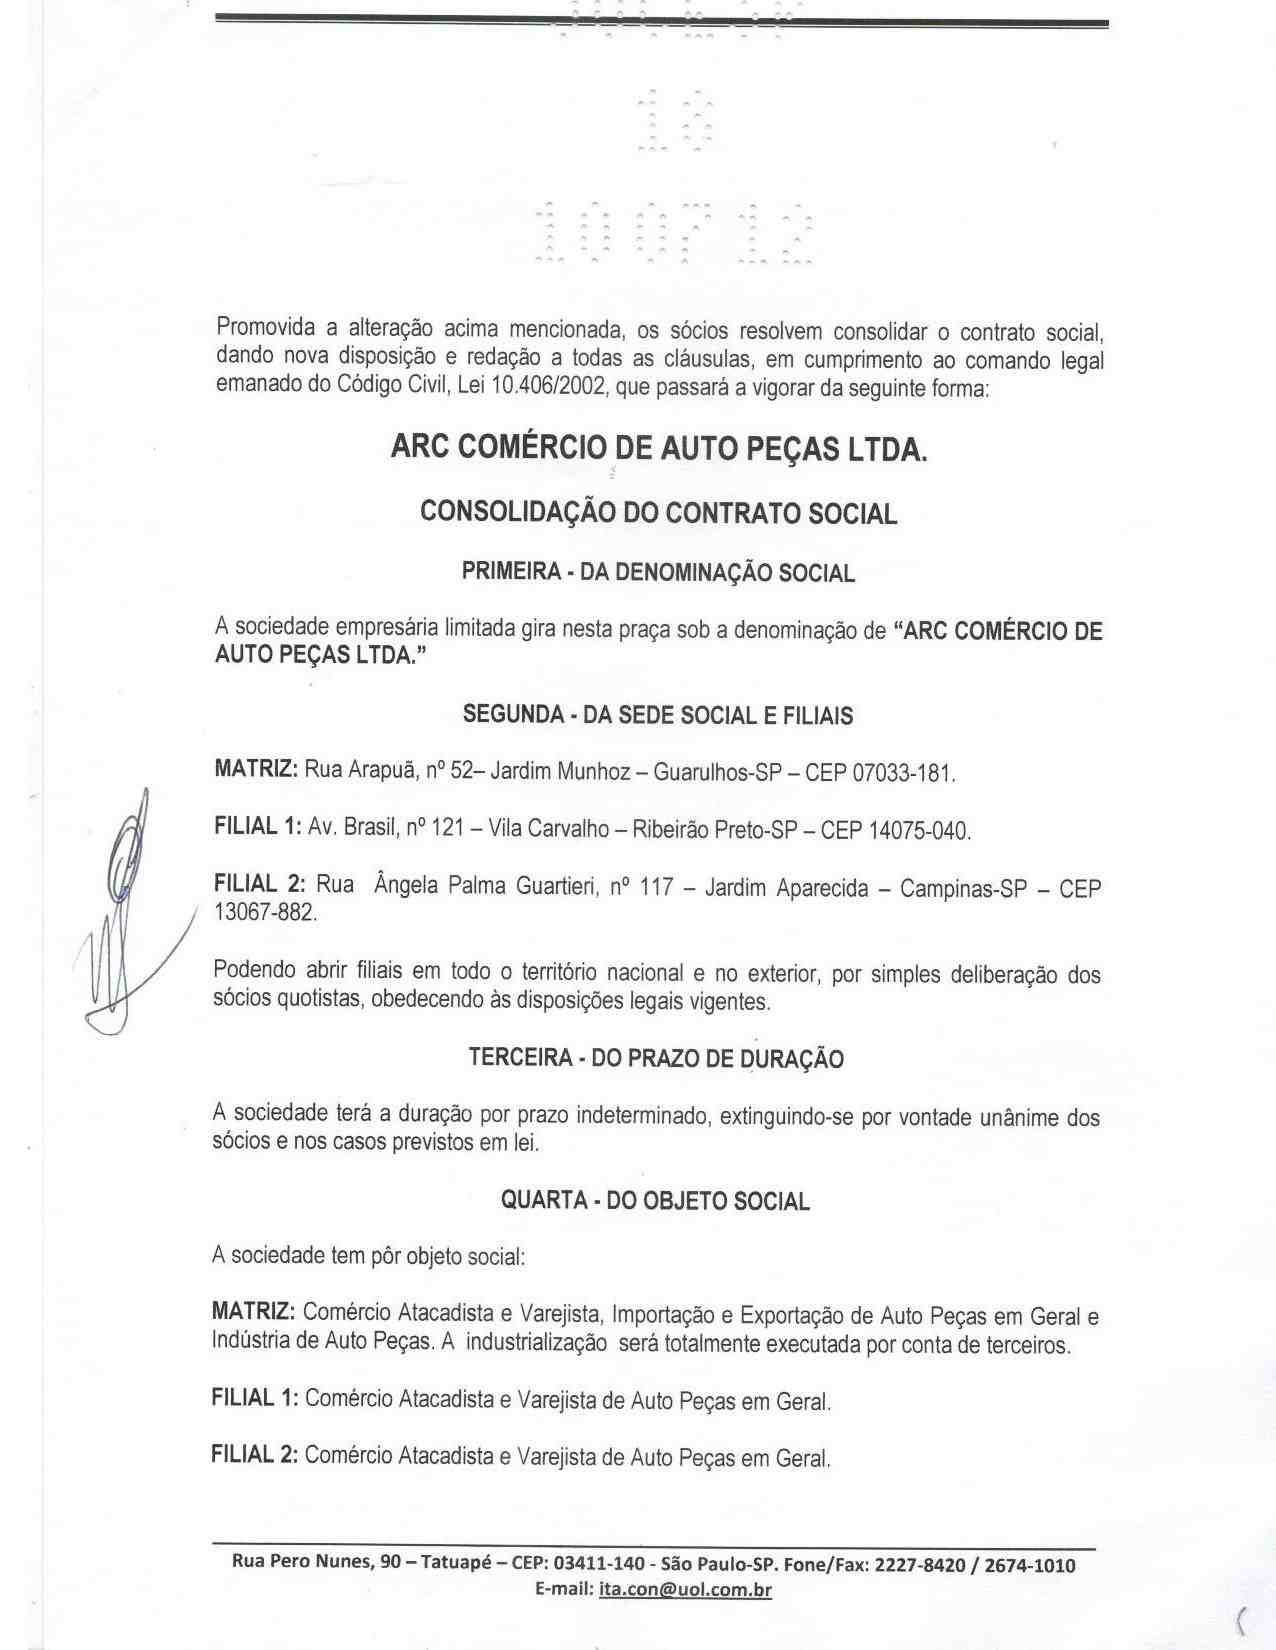 18
100712
Promovida a alteração acima mencionada, os sócios resolvem consolidar o contrato social,
dando nova disposição e redação a todas as cláusulas, em cumprimento ao comando legal
emanado do Código Civil, Lei 10.406/2002, que passará a vigorar da seguinte forma:
ARC COMÉRCIO DE AUTO PEÇAS LTDA.
CONSOLIDAÇÃO DO CONTRATO SOCIAL
PRIMEIRA - DA DENOMINAÇÃO SOCIAL
A sociedade empresária limitada gira nesta praça sob a denominação de “ARC COMÉRCIO DE
AUTO PEÇAS LTDA.”
SEGUNDA - DA SEDE SOCIAL E FILIAIS
MATRIZ: Rua Arapuã, nº 52– Jardim Munhoz – Guarulhos-SP – CEP 07033-181.
FILIAL 1: Av. Brasil, nº 121 – Vila Carvalho – Ribeirão Preto-SP – CEP 14075-040.
FILIAL 2: Rua Ângela Palma Guartieri, nº 117 – Jardim Aparecida – Campinas-SP – CEP
13067-882.
Podendo abrir filiais em todo o território nacional e no exterior, por simples deliberação dos
sócios quotistas, obedecendo às disposições legais vigentes.
TERCEIRA - DO PRAZO DE DURAÇÃO
A sociedade terá a duração por prazo indeterminado, extinguindo-se por vontade unânime dos
sócios e nos casos previstos em lei.
QUARTA - DO OBJETO SOCIAL
A sociedade tem pôr objeto social:
MATRIZ: Comércio Atacadista e Varejista, Importação e Exportação de Auto Peças em Geral e
Indústria de Auto Peças. A industrialização será totalmente executada por conta de terceiros.
FILIAL 1: Comércio Atacadista e Varejista de Auto Peças em Geral.
FILIAL 2: Comércio Atacadista e Varejista de Auto Peças em Geral.
Rua Pero Nunes, 90 – Tatuapé – CEP: 03411-140 - São Paulo-SP. Fone/Fax: 2227-8420 / 2674-1010
E-mail: ita.con@uol.com.br